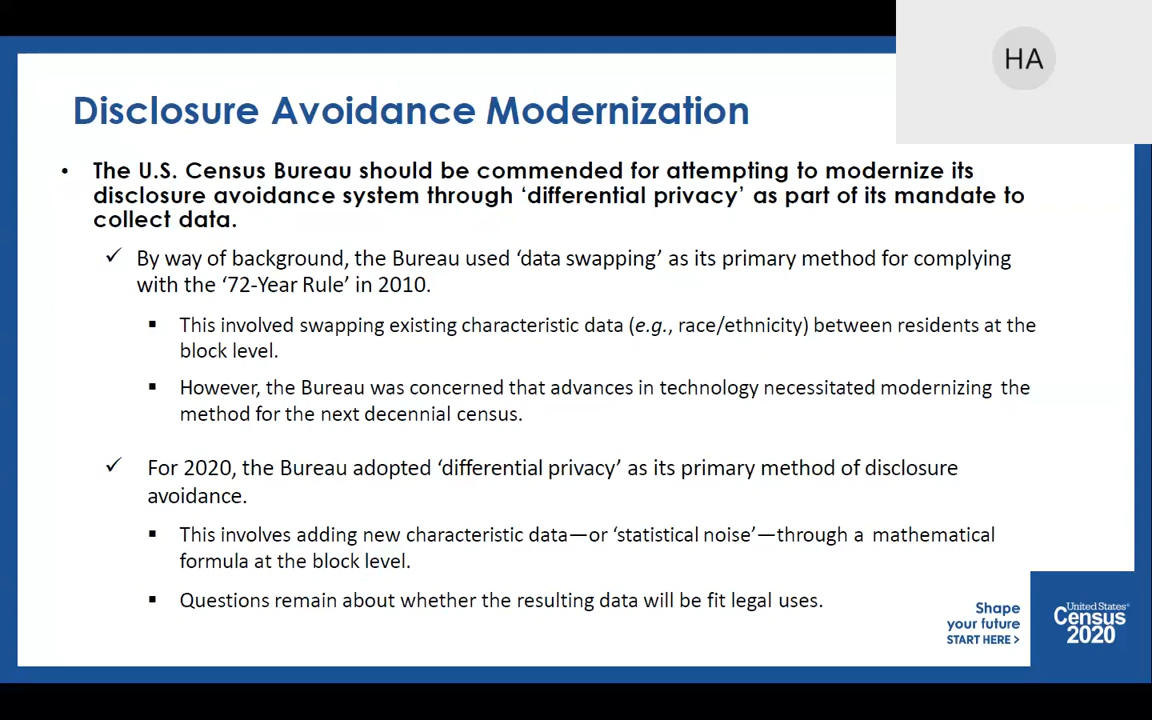 HA
Disclosure Avoidance Modernization
• The U.S. Census Bureau should be commended for attempting to modernize its
disclosure avoidance system through ‘differential privacy’ as part of its mandate to
collect data.
✓ By way of background, the Bureau used ‘data swapping’ as its primary method for complying
with the ‘72-Year Rule’ in 2010.
▪ This involved swapping existing characteristic data (e.g., race/ethnicity) between residents at the
block level.
▪ However, the Bureau was concerned that advances in technology necessitated modernizing the
method for the next decennial census.
✓ For 2020, the Bureau adopted ‘differential privacy’ as its primary method of disclosure
avoidance.
▪ This involves adding new characteristic data—or ‘statistical noise’—through a mathematical
formula at the block level.
▪ Questions remain about whether the resulting data will be fit legal uses.
Shape
your future
START HERE >
United States®
Census
2020